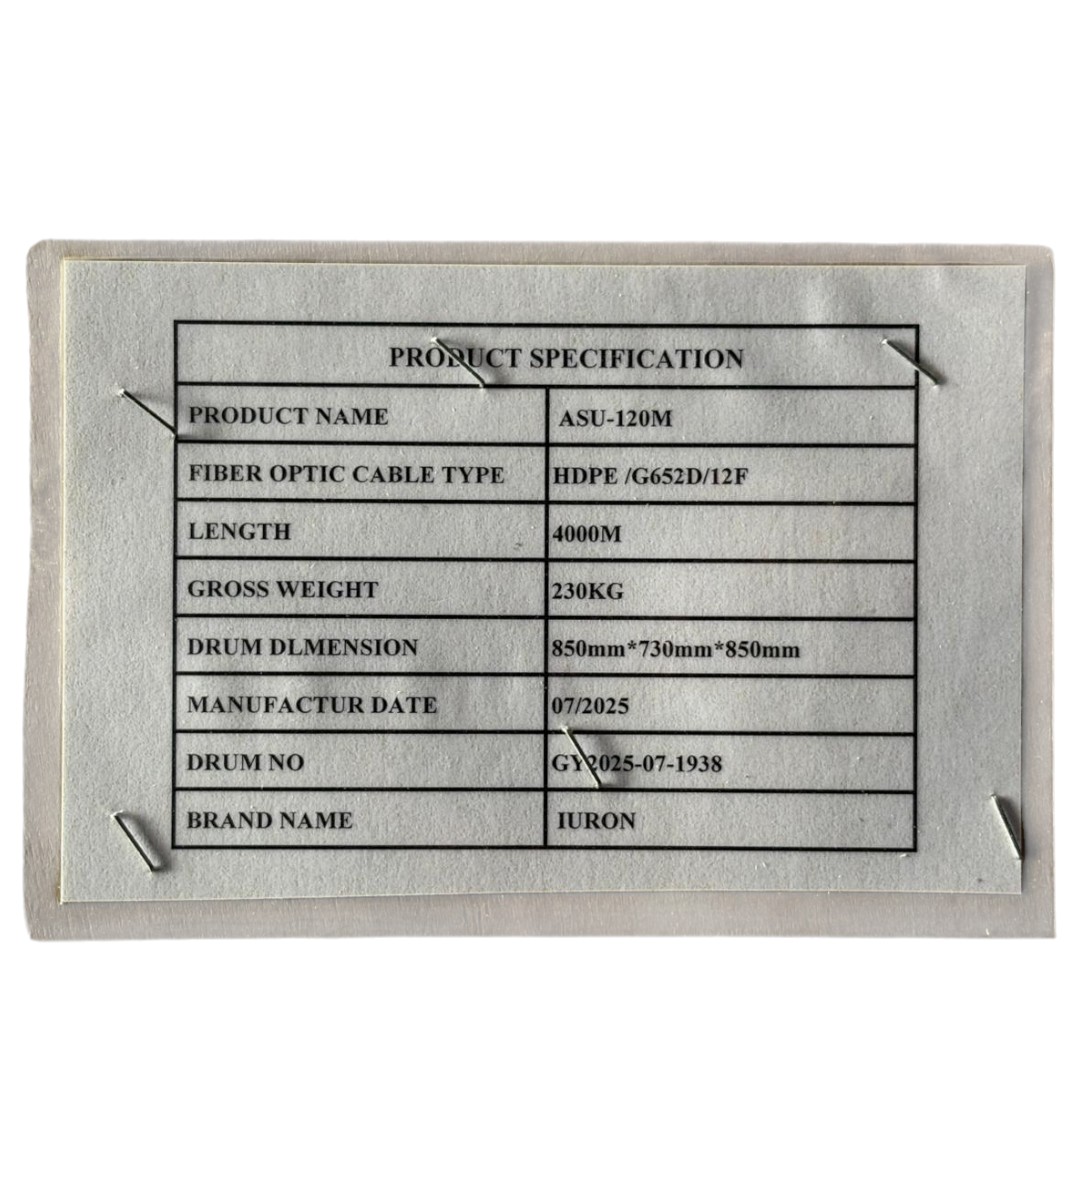 PRODUCT SPECIFICATION
PRODUCT NAME ASU-120M
FIBER OPTIC CABLE TYPE HDPE /G652D/12F
LENGTH 4000M
GROSS WEIGHT 230KG
DRUM DLMENSION 850mm*730mm*850mm
MANUFACTUR DATE 07/2025
DRUM NO GY2025-07-1938
BRAND NAME IURON